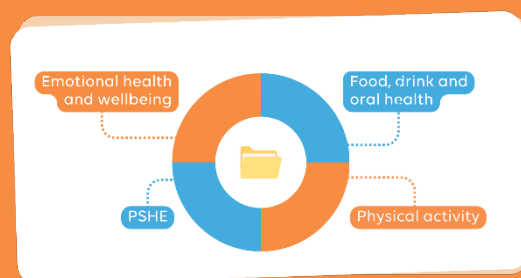 Emotional health
and wellbeing
Food, drink and
oral health
PSHE
Physical activity